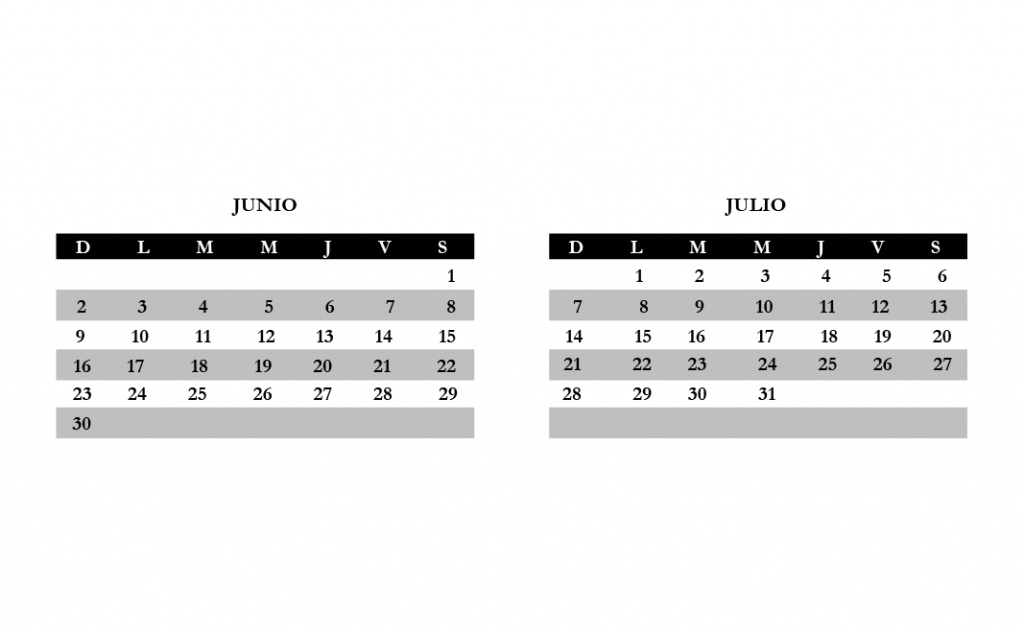 JUNIO
D L M M J V S
1
2 3 4 5 6 7 8
9 10 11 12 13 14 15
16 17 18 19 20 21 22
23 24 25 26 27 28 29
30
JULIO
D L M M J V S
1 2 3 4 5 6
7 8 9 10 11 12 13
14 15 16 17 18 19 20
21 22 23 24 25 26 27
28 29 30 31